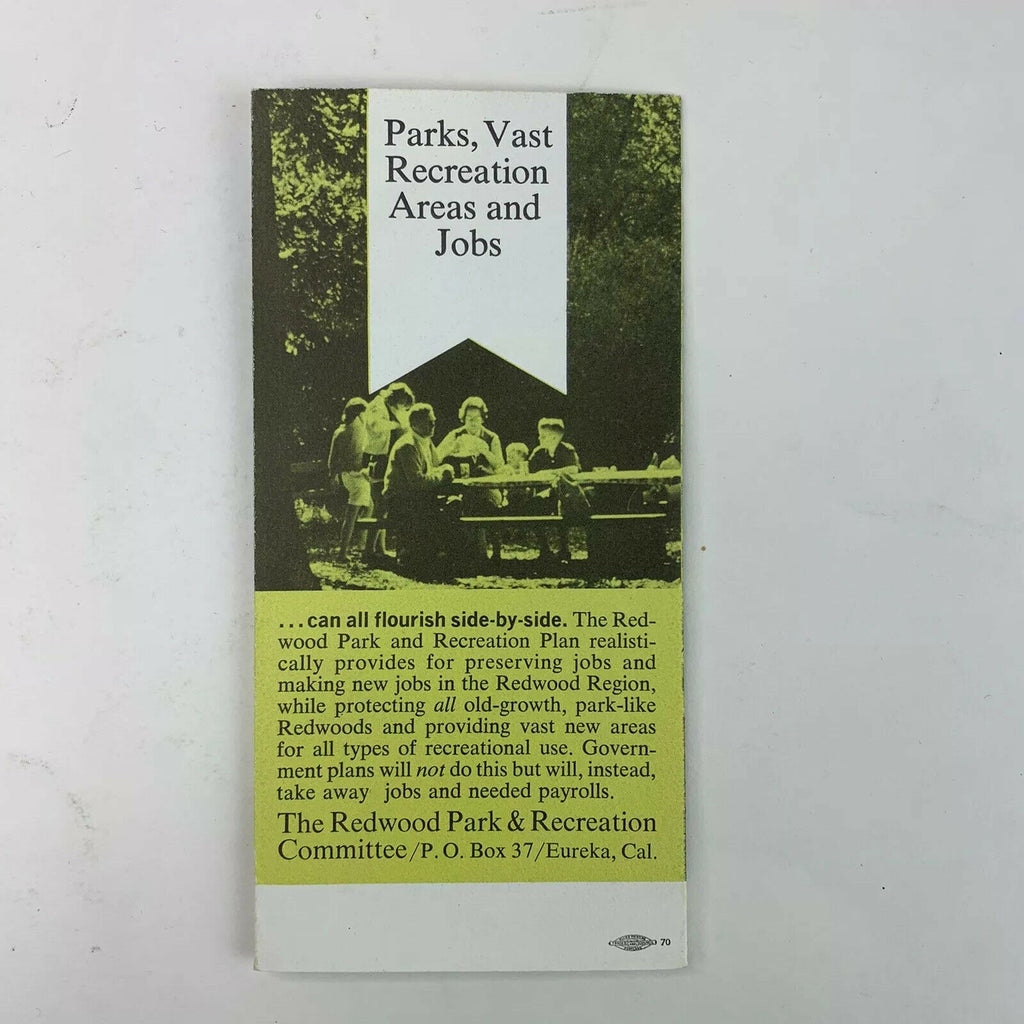 Parks, Vast
Recreation
Areas and
Jobs
...can all flourish side-by-side. The Red-
wood Park and Recreation Plan realisti-
cally provides for preserving jobs and
making new jobs in the Redwood Region,
while protecting all old-growth, park-like
Redwoods and providing vast new areas
for all types of recreational use. Govern-
ment plans will not do this but will, instead,
take away jobs and needed payrolls.
The Redwood Park & Recreation
Committee/P. O. Box 37/Eureka, Cal.
70